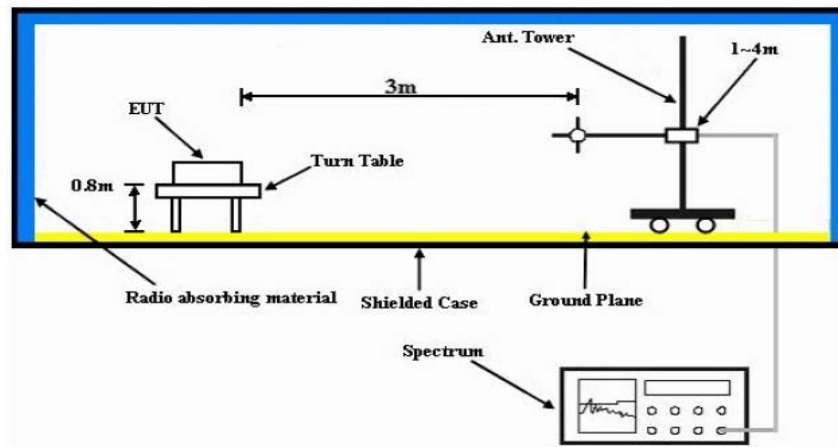 Ant. Tower
1~4m
3m
EUT
Turn Table
0.8m
Radio absorbing material
Shielded Case
Ground Plane
Spectrum